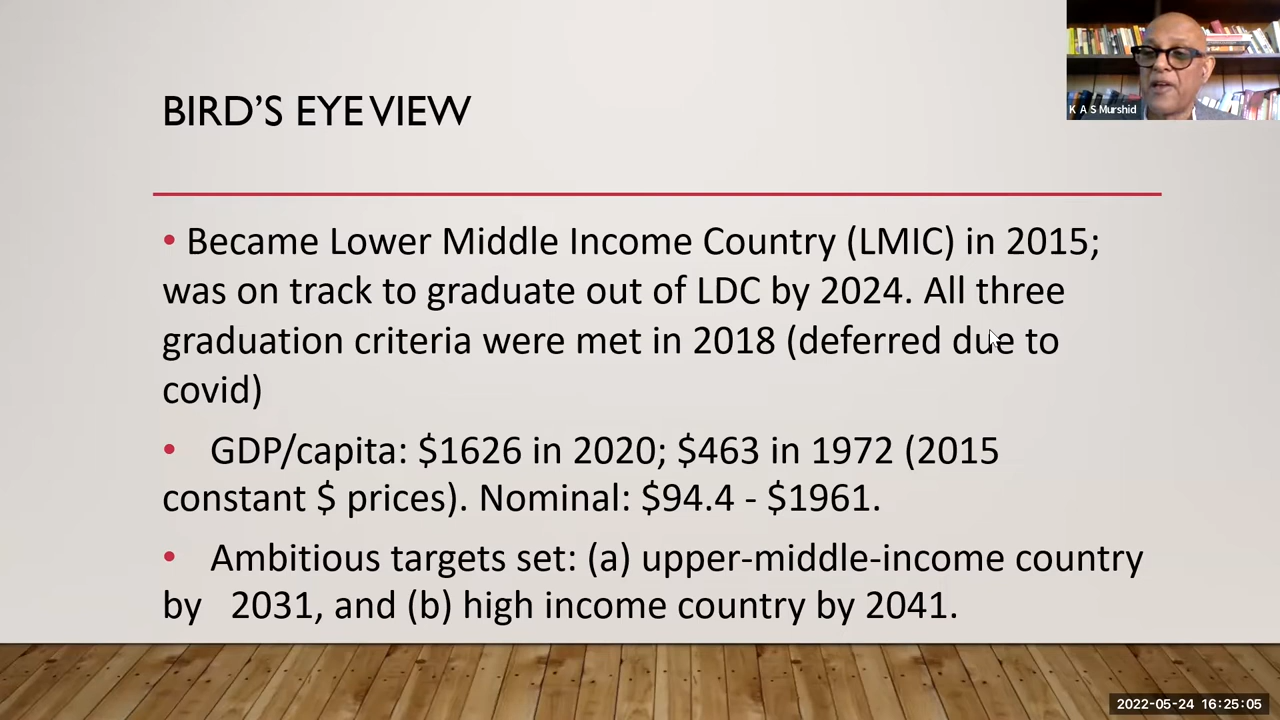 K A S Murshid
BIRD'S EYE VIEW
• Became Lower Middle Income Country (LMIC) in 2015;
was on track to graduate out of LDC by 2024. All three
graduation criteria were met in 2018 (deferred due to
covid)
• GDP/capita: $1626 in 2020; $463 in 1972 (2015
constant $ prices). Nominal: $94.4 - $1961.
• Ambitious targets set: (a) upper-middle-income country
by 2031, and (b) high income country by 2041.
2022-05-24 16:25:05